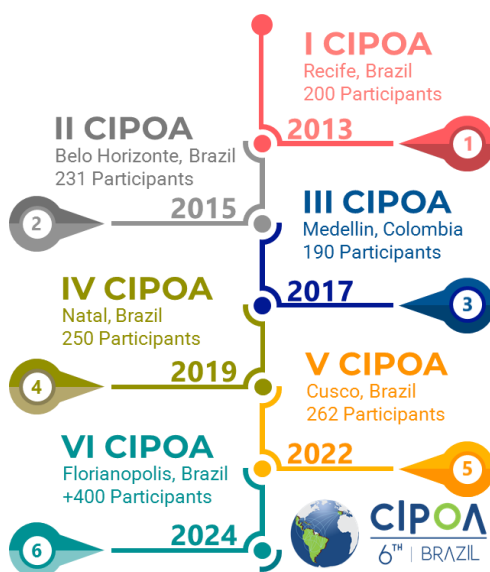 I CIPOA
Recife, Brazil
200 Participants
2013
1
II CIPOA
Belo Horizonte, Brazil
231 Participants
2015
2
III CIPOA
Medellin, Colombia
190 Participants
2017
3
IV CIPOA
Natal, Brazil
250 Participants
2019
4
V CIPOA
Cusco, Brazil
262 Participants
2022
5
VI CIPOA
Florianopolis, Brazil
+400 Participants
2024
6
CIPOA
6TH | BRAZIL